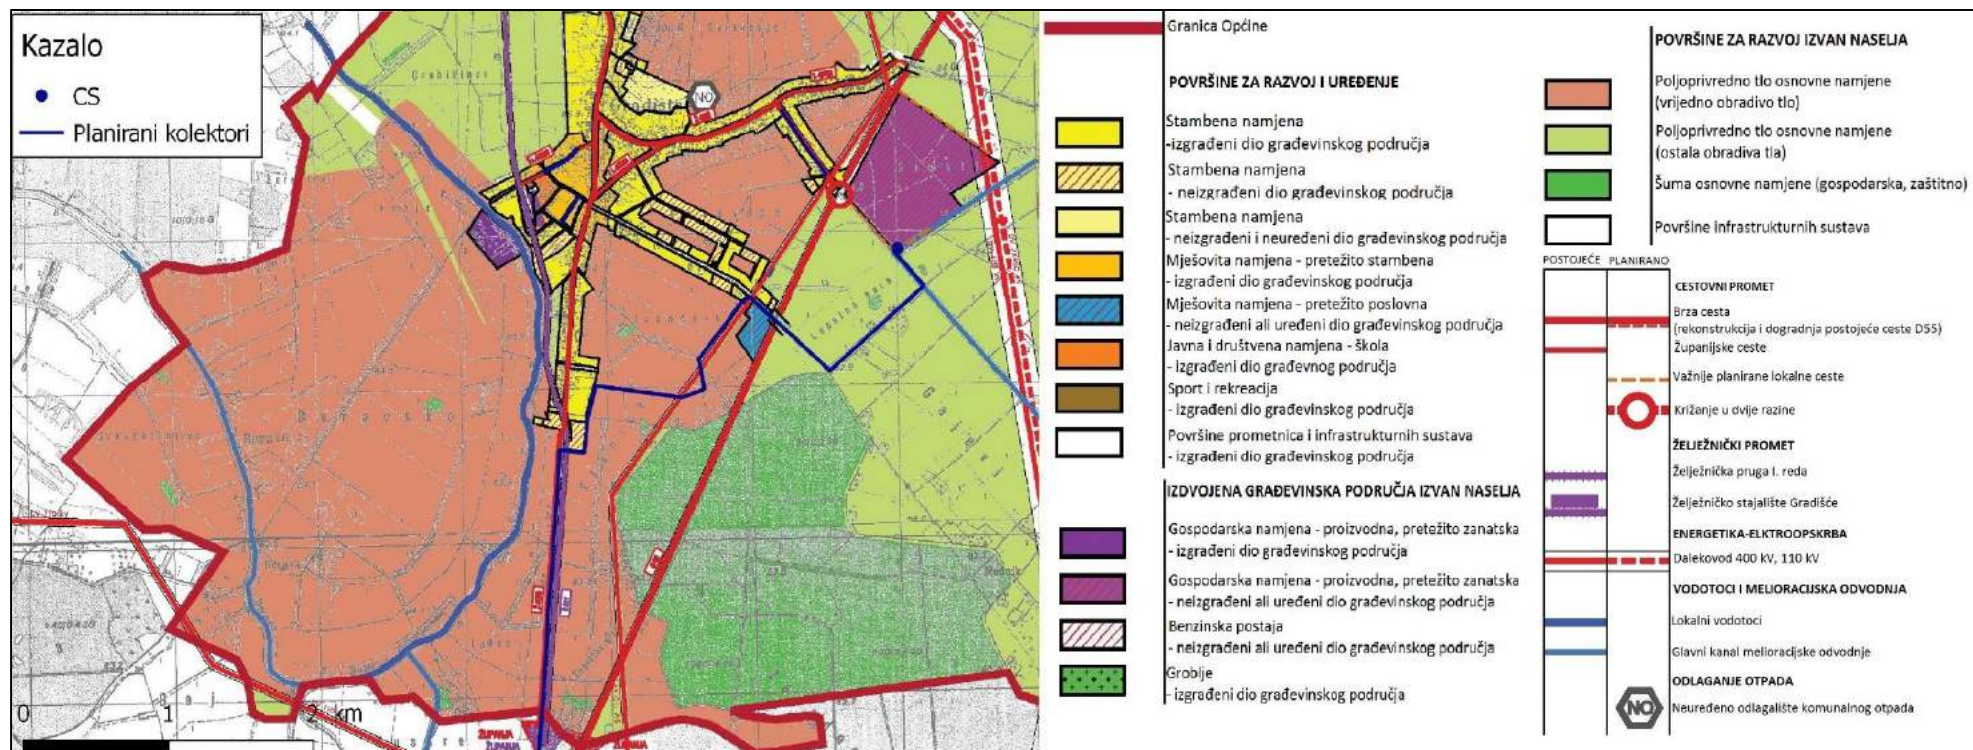 Kazalo
CS
Planirani kolektori
0
1
2 km
NO
ŽUPANJA
ŽUPANJA
ŽUPANJA
Granica Općine
POVRŠINE ZA RAZVOJ I UREĐENJE
Stambena namjena
-izgrađeni dio građevinskog područja
Stambena namjena
- neizgrađeni dio građevinskog područja
Stambena namjena
- neizgrađeni i neuređeni dio građevinskog područja
Mješovita namjena - pretežito stambena
- izgrađeni dio građevinskog područja
Mješovita namjena - pretežito poslovna
- neizgrađeni ali uređeni dio građevinskog područja
Javna i društvena namjena - škola
- izgrađeni dio građevnog područja
Sport i rekreacija
- izgrađeni dio građevinskog područja
Površine prometnica i infrastrukturnih sustava
- izgrađeni dio građevinskog područja
IZDVOJENA GRAĐEVINSKA PODRUČJA IZVAN NASELJA
Gospodarska namjena - proizvodna, pretežito zanatska
- izgrađeni dio građevinskog područja
Gospodarska namjena - proizvodna, pretežito zanatska
- neizgrađeni ali uređeni dio građevinskog područja
Benzinska postaja
- neizgrađeni ali uređeni dio građevinskog područja
Groblje
- izgrađeni dio građevinskog područja
POVRŠINE ZA RAZVOJ IZVAN NASELJA
Poljoprivredno tlo osnovne namjene
(vrijedno obradivo tlo)
Poljoprivredno tlo osnovne namjene
(ostala obradiva tla)
Šuma osnovne namjene (gospodarska, zaštitno)
Površine infrastrukturnih sustava
POSTOJEĆE PLANIRANO
CESTOVNI PROMET
Brza cesta
(rekonstrukcija i dogradnja postojeće ceste D55)
Županijske ceste
Važnije planirane lokalne ceste
Križanje u dvije razine
ŽELJEŽNIČKI PROMET
Želježnička pruga I. reda
Želježničko stajalište Gradišće
ENERGETIKA-ELKTROOPSKRBA
Dalekovod 400 kV, 110 kV
VODOTOCI I MELIORACIJSKA ODVODNJA
Lokalni vodotoci
Glavni kanal melioracijske odvodnje
ODLAGANJE OTPADA
NO
Neuređeno odlagalište komunalnog otpada